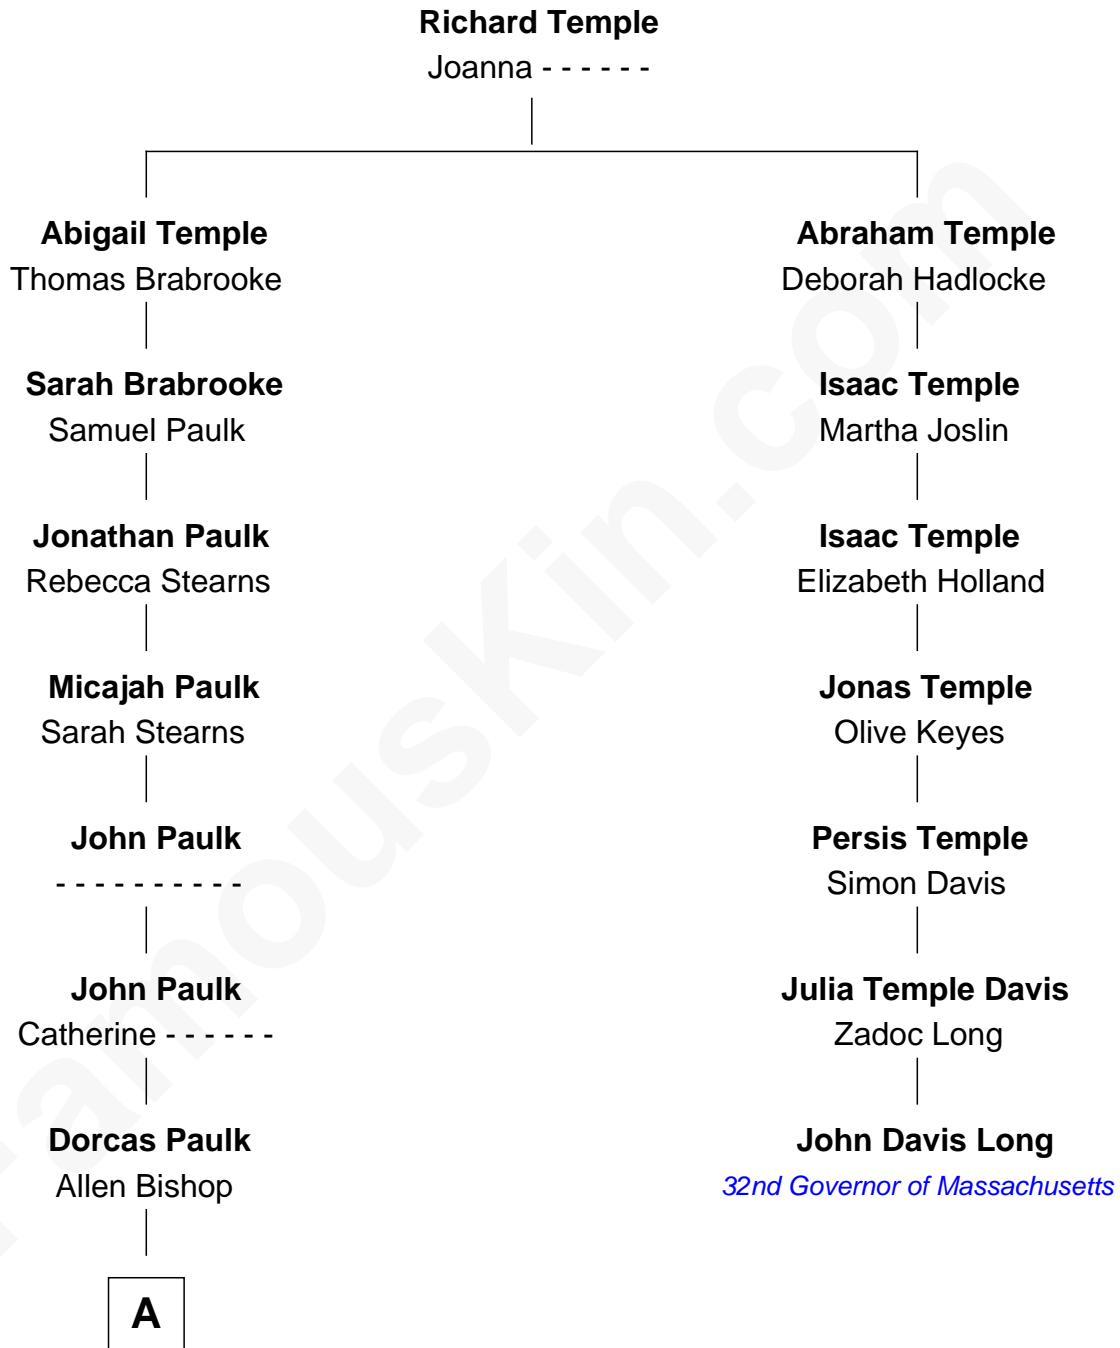 Richard Temple
Joanna - - - - - -
Abigail Temple
Thomas Brabrooke
Sarah Brabrooke
Samuel Paulk
Jonathan Paulk
Rebecca Stearns
Micajah Paulk
Sarah Stearns
John Paulk
- - - - - - - - - -
John Paulk
Catherine - - - - - -
Dorcas Paulk
Allen Bishop
A
Abraham Temple
Deborah Hadlocke
Isaac Temple
Martha Joslin
Isaac Temple
Elizabeth Holland
Jonas Temple
Olive Keyes
Persis Temple
Simon Davis
Julia Temple Davis
Zadoc Long
John Davis Long
32nd Governor of Massachusetts
FamousKin.com